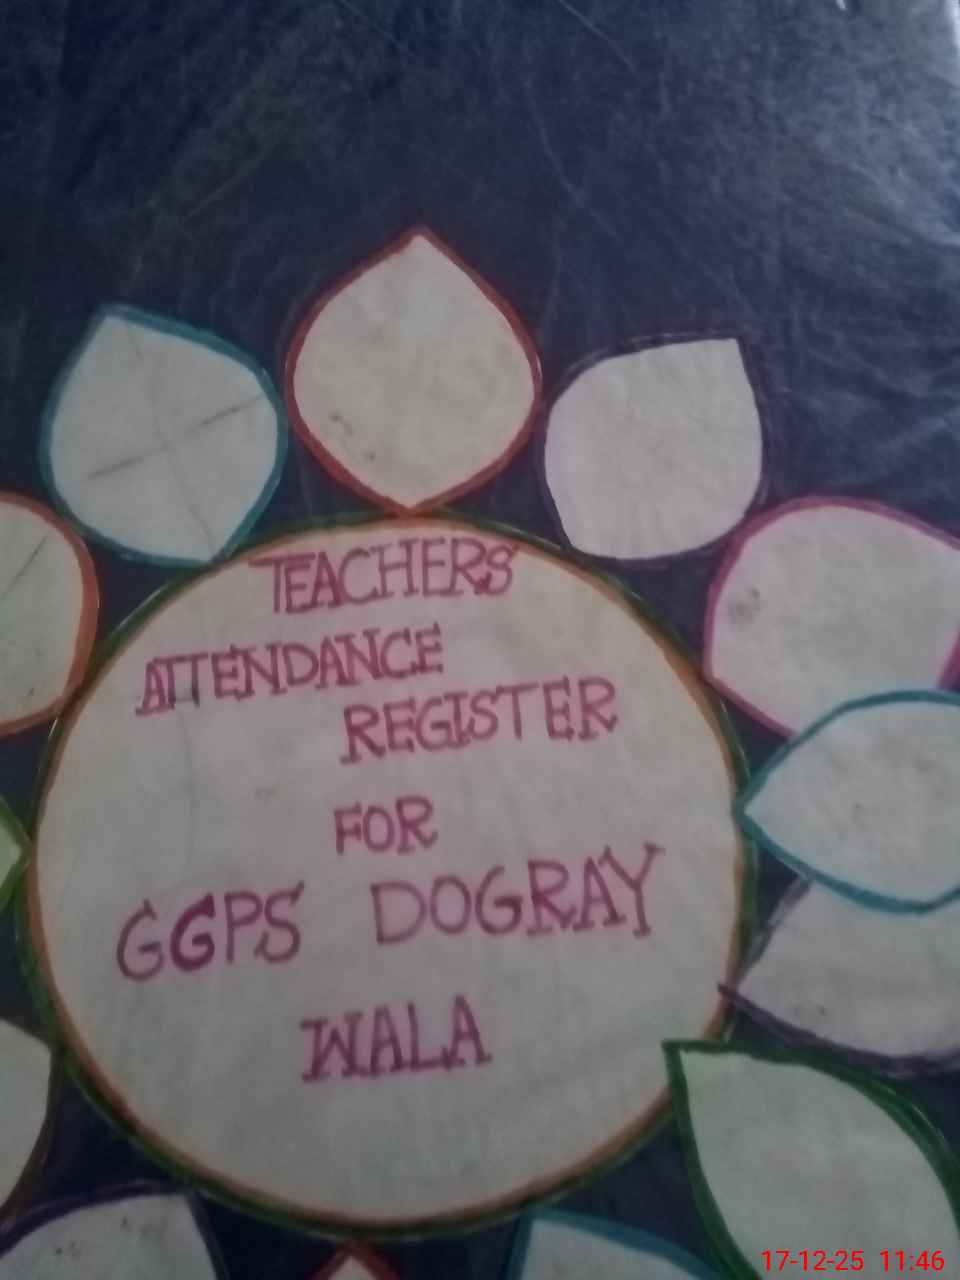 TEACHERS
ATTENDANCE
REGISTER
FOR
GGPS DOGRAY
WALA
17-12-25 11:46